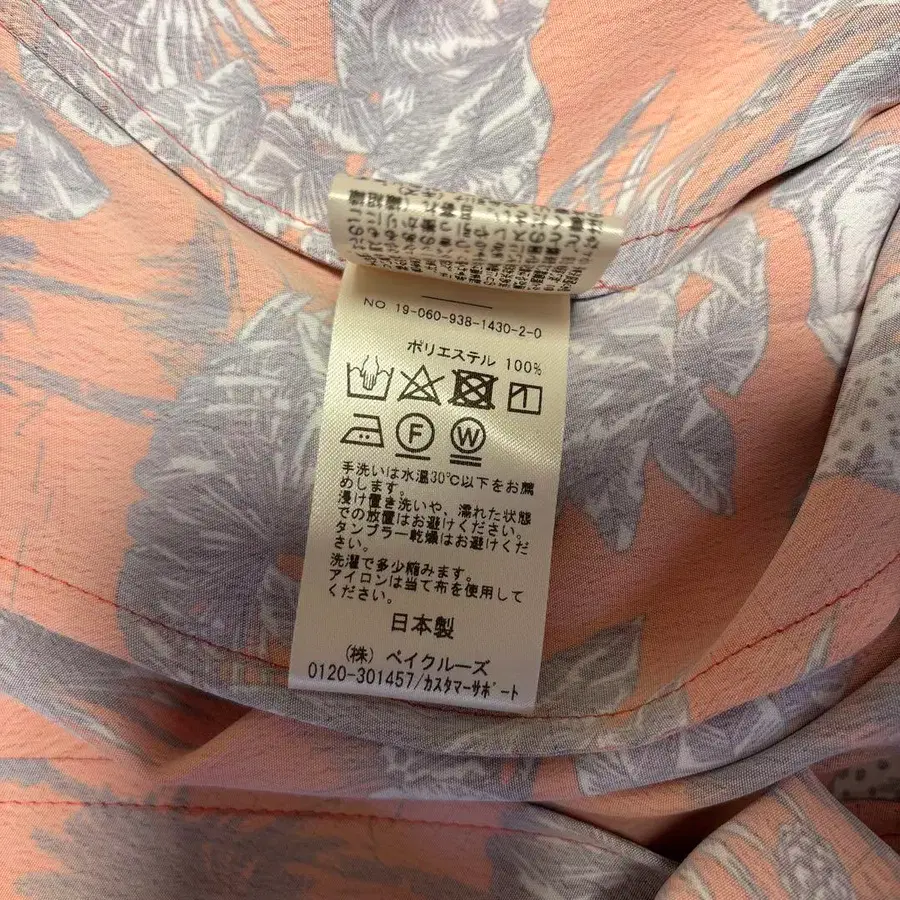 NO. 19-060-938-1430-2-0
ポリエステル 100%
F W
手洗いは水温30℃以下をお薦
めします。
浸け置き洗いや、濡れた状態
での放置はお避けください。
タンブラー乾燥はお避けくだ
さい。
洗濯で多少縮みます。
アイロンは当て布を使用して
ください。
日本製
(株) ベイクルーズ
0120-301457/カスタマーサポート